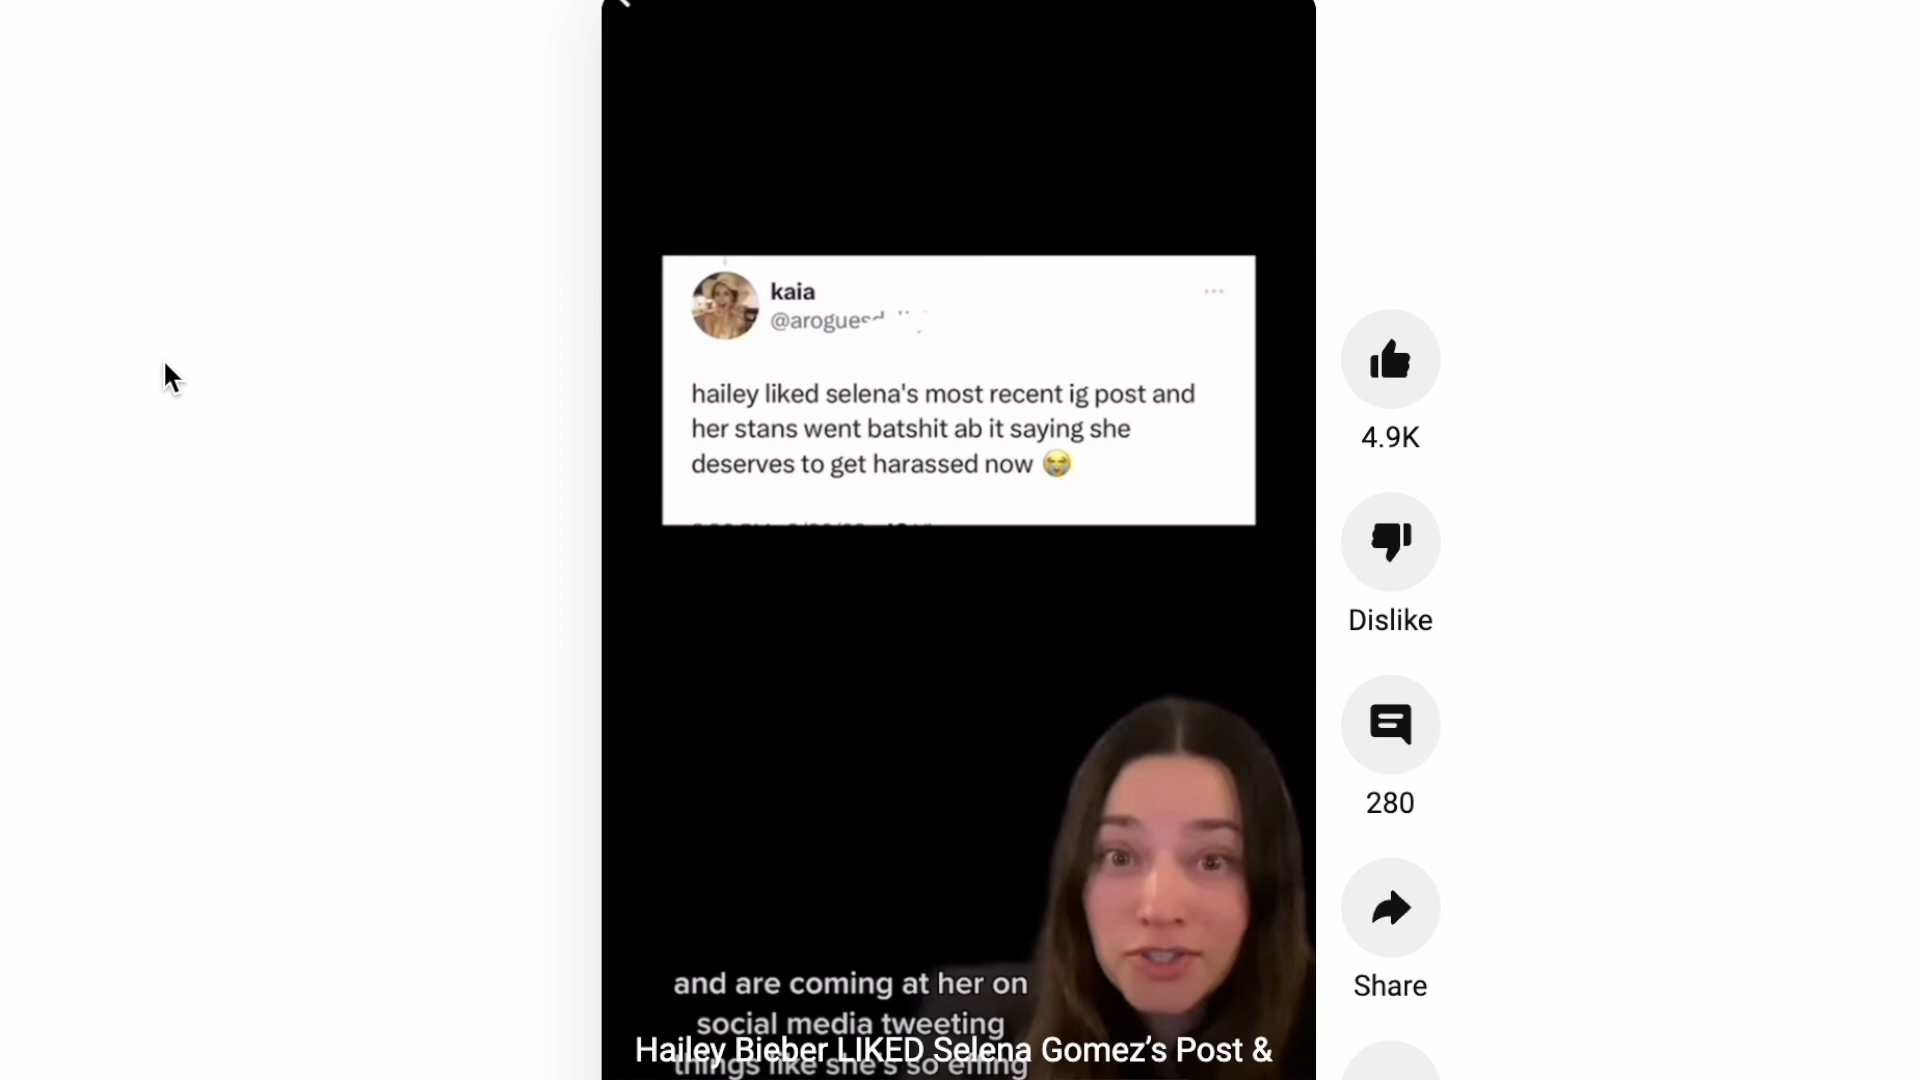 kaia
hailey liked selena's most recent ig post and
her stans went batshit ab it saying she
deserves to get harassed now 😭
4.9K
Dislike
280
Share
and are coming at her on
social media tweeting
things like she's so effing
Hailey Bieber LIKED Selena Gomez’s Post &